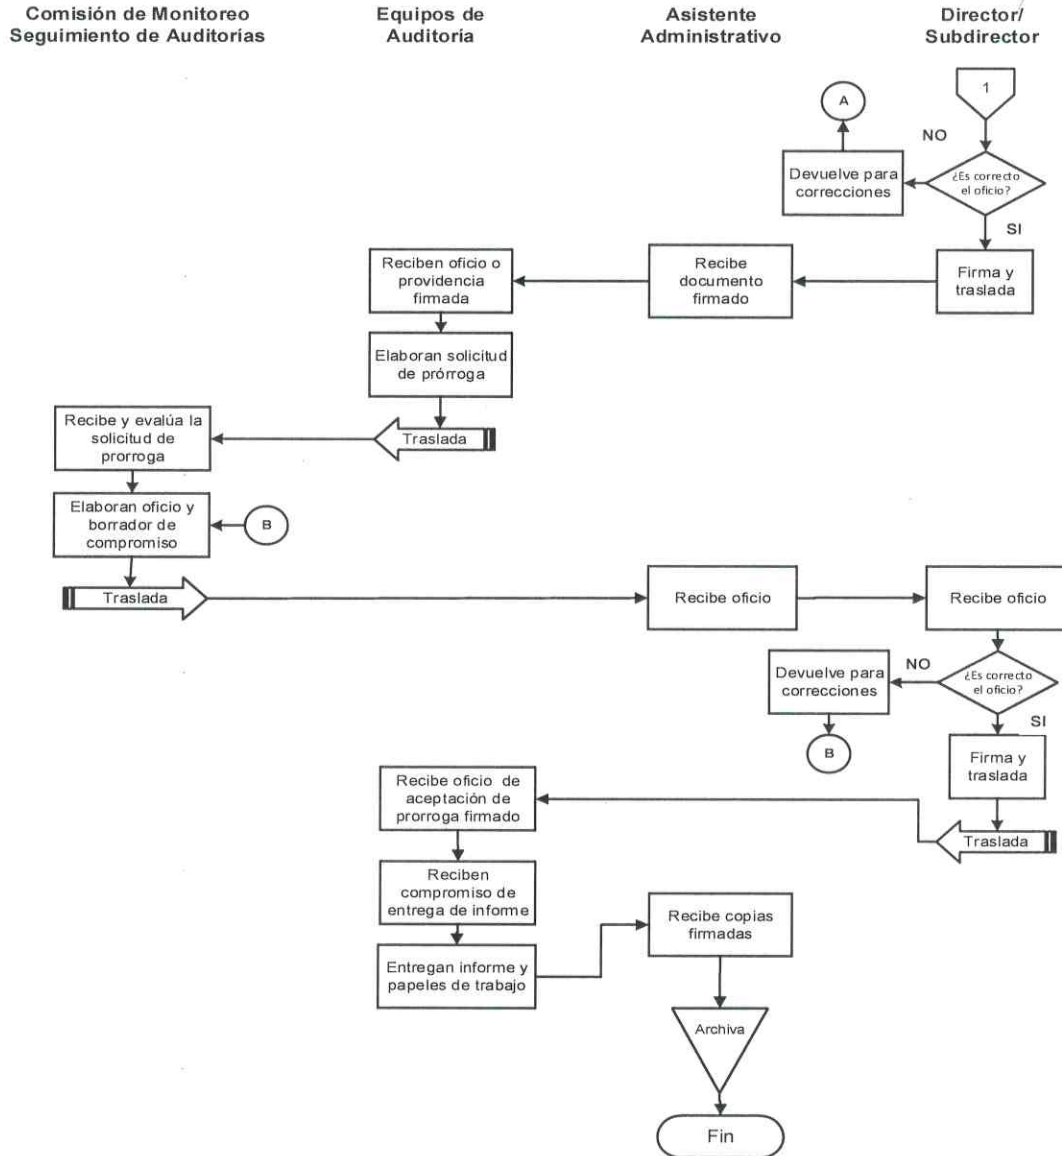 Comisión de Monitoreo
Seguimiento de Auditorías
Equipos de
Auditoría
Asistente
Administrativo
Director/
Subdirector
1
A
NO
¿Es correcto
el oficio?
Devuelve para
correcciones
SI
Firma y
traslada
Recibe
documento
firmado
Reciben oficio o
providencia
firmada
Elaboran solicitud
de prórroga
Traslada
Recibe y evalúa la
solicitud de
prorroga
Elaboran oficio y
borrador de
compromiso
B
Traslada
Recibe oficio
Recibe oficio
¿Es correcto
el oficio?
NO
Devuelve para
correcciones
B
SI
Firma y
traslada
Traslada
Recibe oficio de
aceptación de
prorroga firmado
Reciben
compromiso de
entrega de informe
Entregan informe y
papeles de trabajo
Recibe copias
firmadas
Archiva
Fin